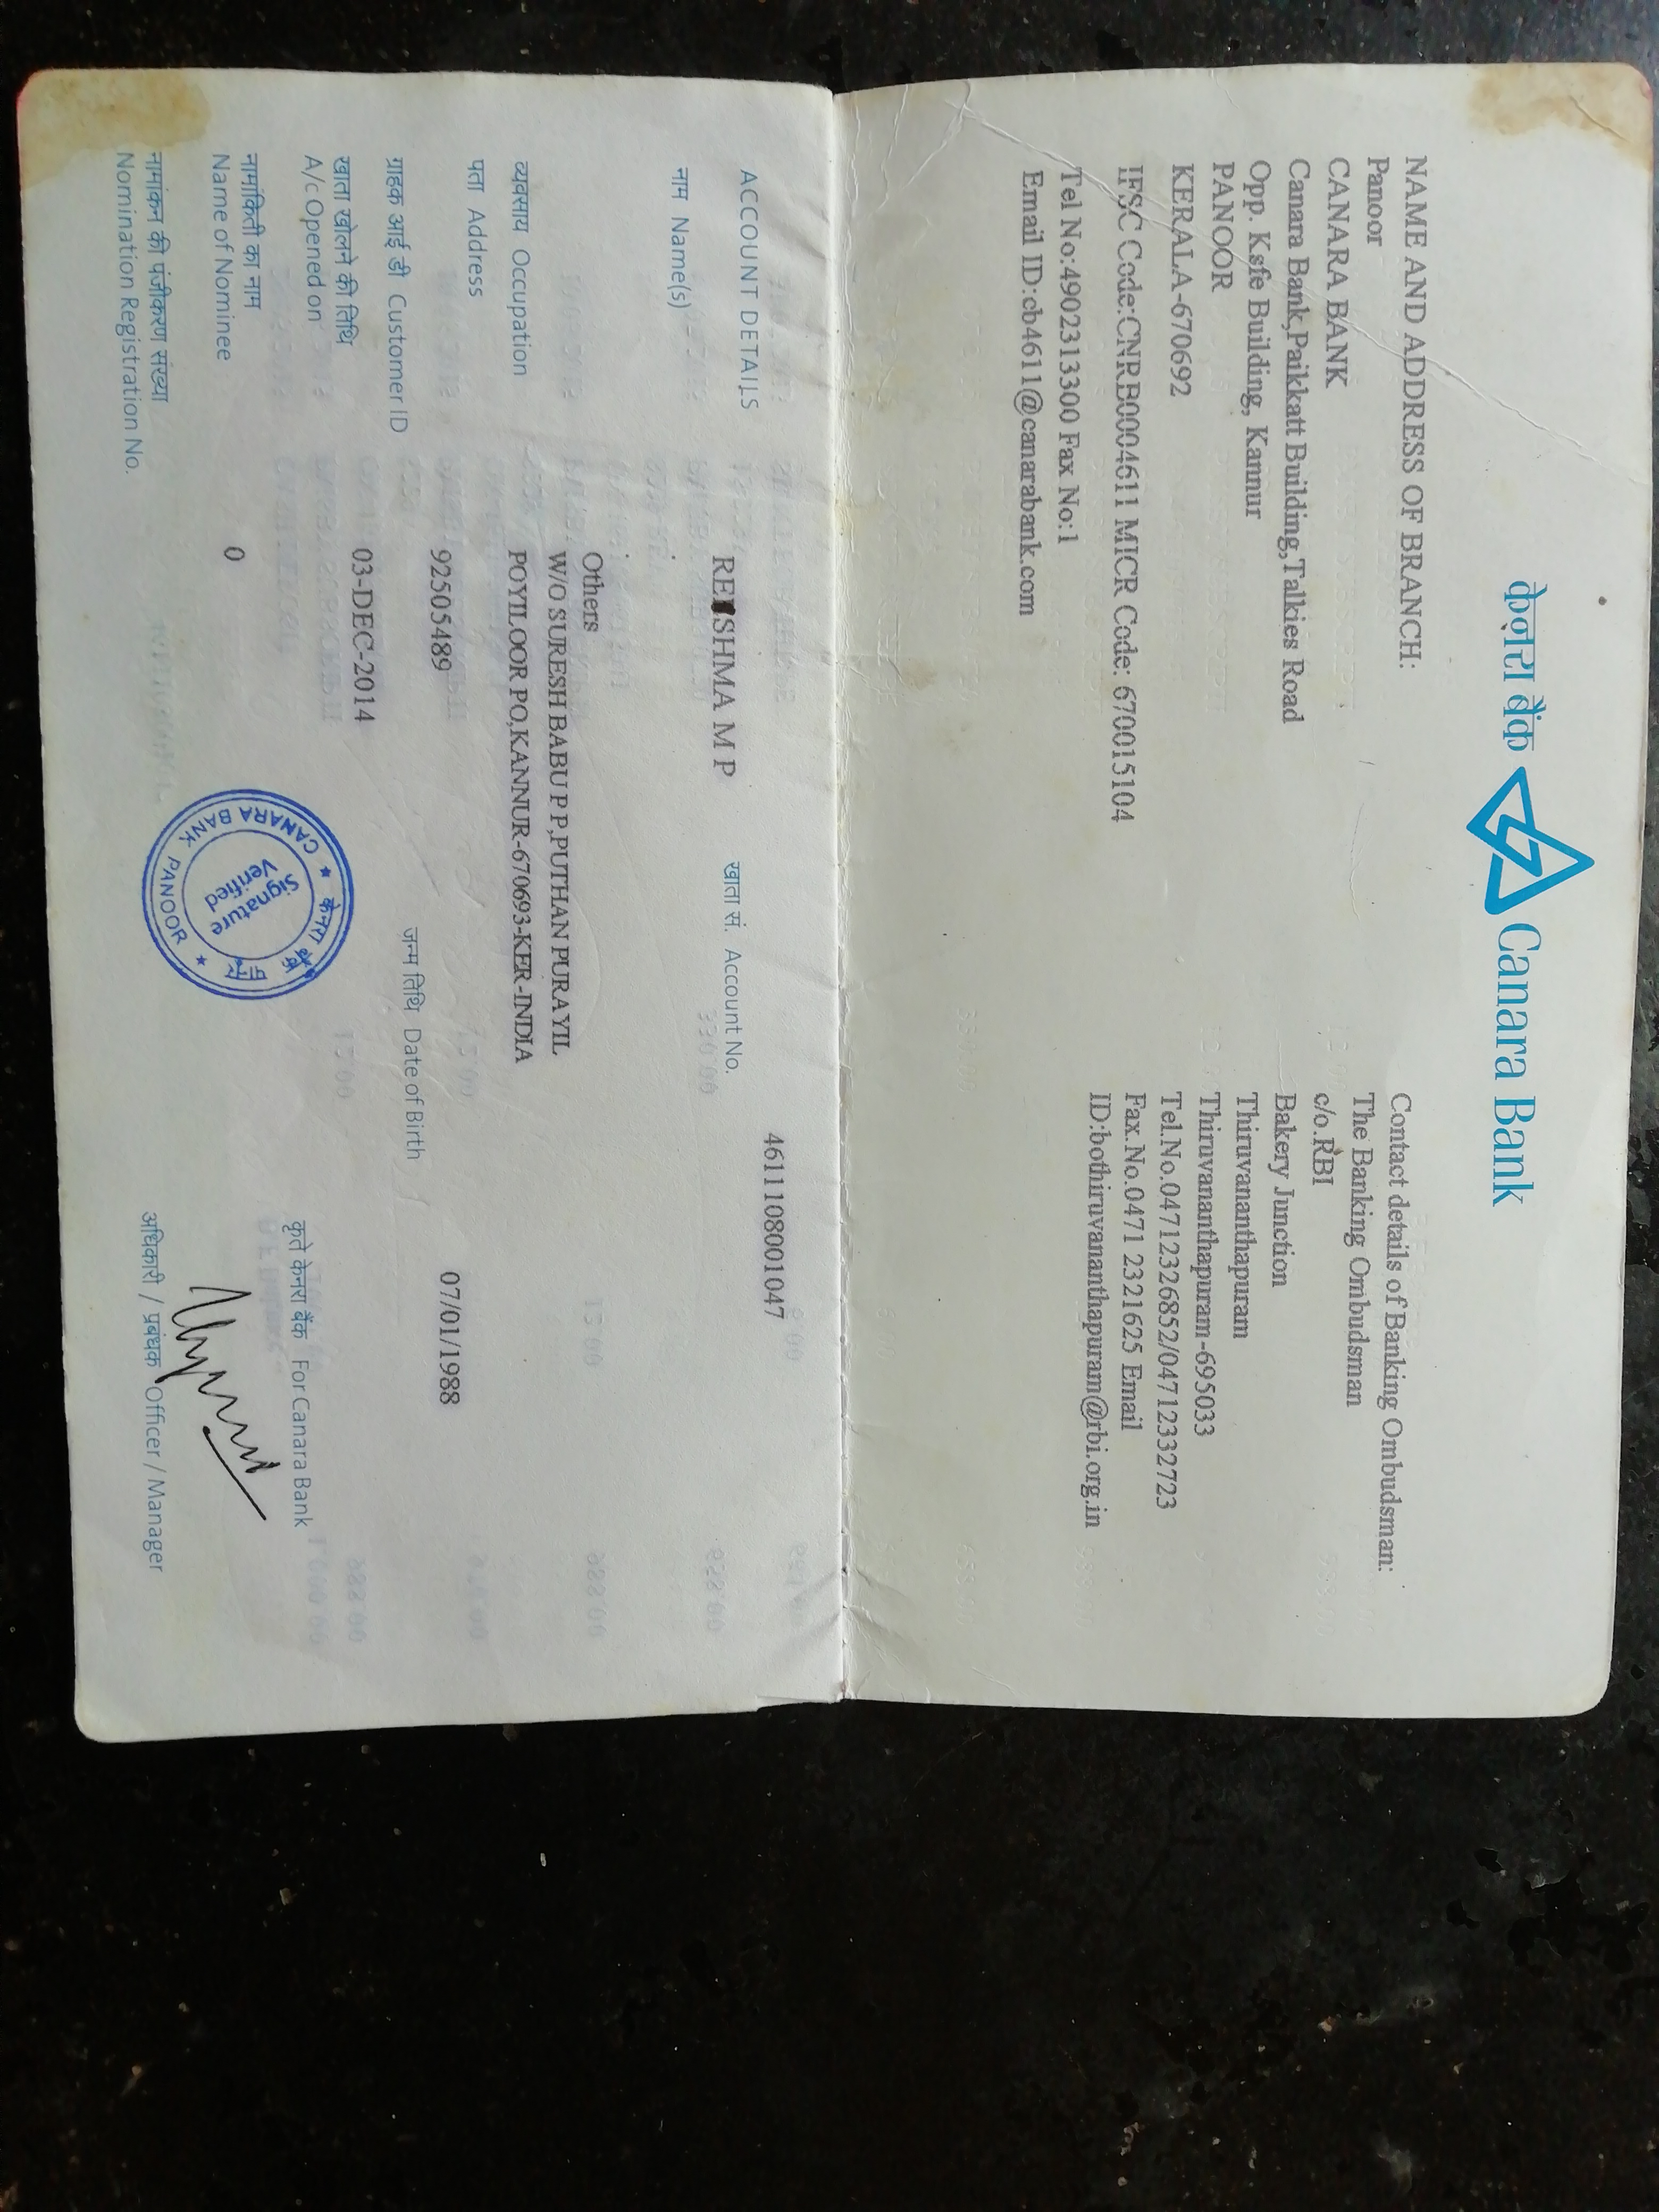 केनरा बैंक Canara Bank
NAME AND ADDRESS OF BRANCH:
Panoor
CANARA BANK
Canara Bank,Paikkatt Building,Talkies Road
Opp. Ksfe Building, Kannur
PANOOR
KERALA-670692
IFSC Code:CNRB0004611 MICR Code: 670015104
Tel No:4902313300 Fax No:1
Email ID:cb4611@canarabank.com
Contact details of Banking Ombudsman:
The Banking Ombudsman
c/o.RBI
Bakery Junction
Thiruvananthapuram
Thiruvananthapuram-695033
Tel.No.04712326852/04712332723
Fax.No.0471 2321625 Email
ID:bothiruvananthapuram@rbi.org.in
ACCOUNT DETAILS
खाता सं. Account No. 4611108001047
नाम Name(s) SHMA M P
व्यवसाय Occupation Others
पता Address W/O SURESH BABU P P,PUTHAN PURAYIL
POYILOOR PO,KANNUR-670693-KER-INDIA
ग्राहक आई डी Customer ID 92505489
जन्म तिथि Date of Birth 07/01/1988
खाता खोलने की तिथि
A/c Opened on 03-DEC-2014
नामांकिती का नाम
Name of Nominee 0
नामांकन की पंजीकरण संख्या
Nomination Registration No.
CANARA BANK PANOOR
केनरा बैंक
Signature
Verified
कृते केनरा बैंक For Canara Bank
अधिकारी / प्रबंधक Officer / Manager